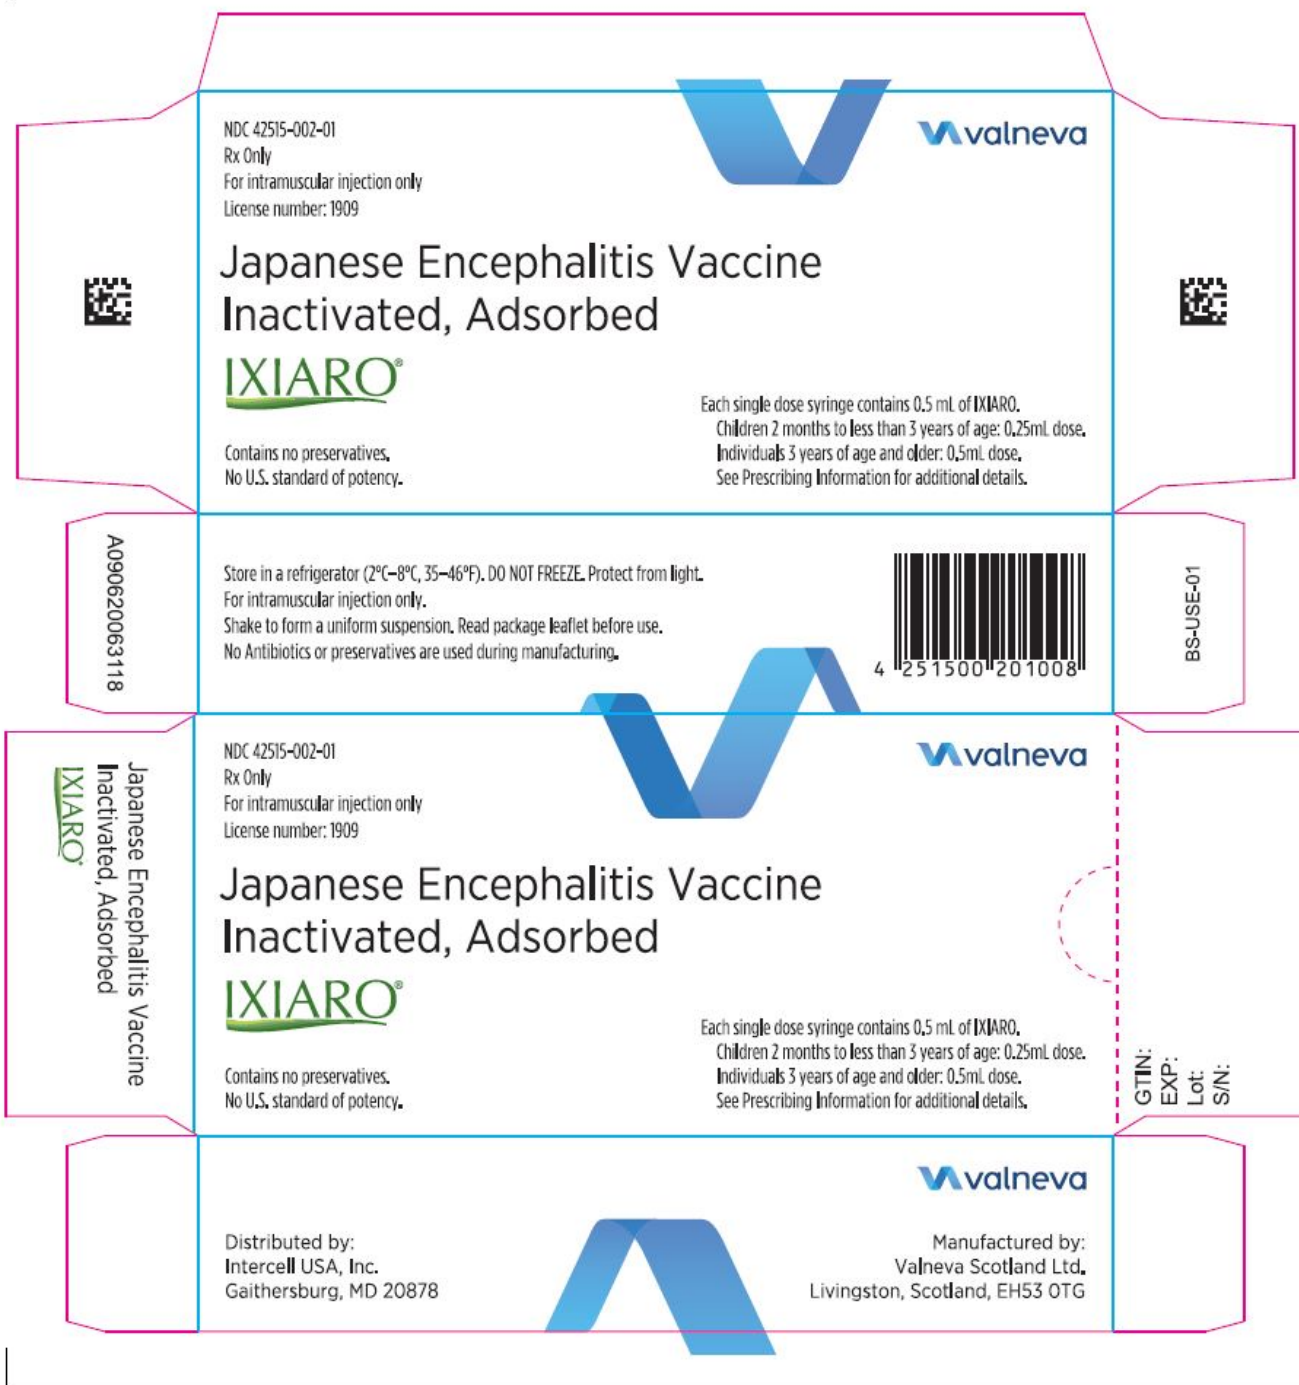 NDC 42515-002-01
Rx Only
For intramuscular injection only
License number: 1909
valneva
Japanese Encephalitis Vaccine
Inactivated, Adsorbed
IXIARO®
Contains no preservatives.
No U.S. standard of potency.
Each single dose syringe contains 0.5 mL of IXIARO.
Children 2 months to less than 3 years of age: 0.25mL dose.
Individuals 3 years of age and older: 0.5mL dose.
See Prescribing Information for additional details.
A090620063118
Store in a refrigerator (2°C–8°C, 35–46°F). DO NOT FREEZE. Protect from light.
For intramuscular injection only.
Shake to form a uniform suspension. Read package leaflet before use.
No Antibiotics or preservatives are used during manufacturing.
4 251500 201008
BS-USE-01
Japanese Encephalitis Vaccine
Inactivated, Adsorbed
IXIARO®
NDC 42515-002-01
Rx Only
For intramuscular injection only
License number: 1909
valneva
Japanese Encephalitis Vaccine
Inactivated, Adsorbed
IXIARO®
Contains no preservatives.
No U.S. standard of potency.
Each single dose syringe contains 0.5 mL of IXIARO.
Children 2 months to less than 3 years of age: 0.25mL dose.
Individuals 3 years of age and older: 0.5mL dose.
See Prescribing Information for additional details.
GTIN:
EXP:
Lot:
S/N:
valneva
Distributed by:
Intercell USA, Inc.
Gaithersburg, MD 20878
Manufactured by:
Valneva Scotland Ltd.
Livingston, Scotland, EH53 0TG